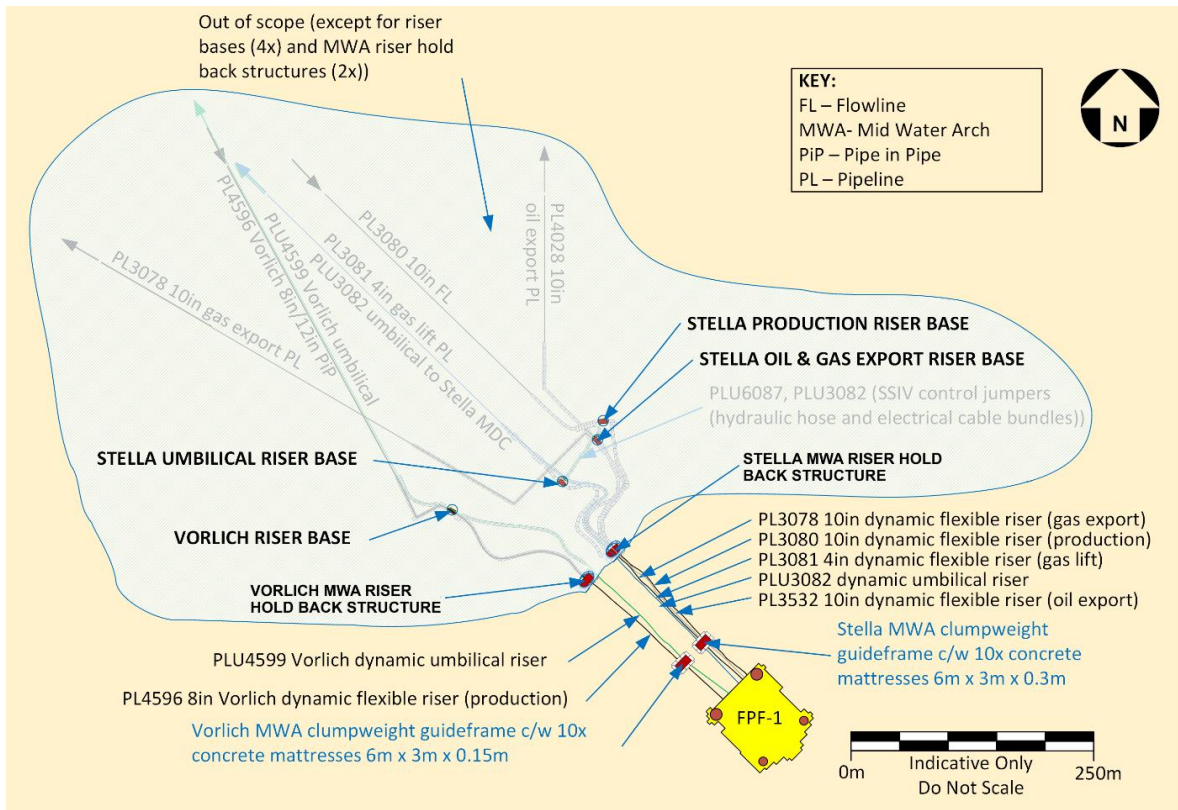 Out of scope (except for riser
bases (4x) and MWA riser hold
back structures (2x))
KEY:
FL – Flowline
MWA- Mid Water Arch
PiP – Pipe in Pipe
PL – Pipeline
N
PL4596 Vorlich 8in/12in PiP
PLU4599 Vorlich umbilical
PL3081 4in gas lift PL
PLU3082 umbilical to Stella MDC
PL3080 10in FL
PL4028 10in
oil export PL
PL3078 10in gas export PL
STELLA PRODUCTION RISER BASE
STELLA OIL & GAS EXPORT RISER BASE
PLU6087, PLU3082 (SSIV control jumpers
(hydraulic hose and electrical cable bundles))
STELLA UMBILICAL RISER BASE
STELLA MWA RISER HOLD
BACK STRUCTURE
VORLICH RISER BASE
PL3078 10in dynamic flexible riser (gas export)
PL3080 10in dynamic flexible riser (production)
PL3081 4in dynamic flexible riser (gas lift)
PLU3082 dynamic umbilical riser
PL3532 10in dynamic flexible riser (oil export)
VORLICH MWA RISER
HOLD BACK STRUCTURE
Stella MWA clumpweight
guideframe c/w 10x concrete
mattresses 6m x 3m x 0.3m
PLU4599 Vorlich dynamic umbilical riser
PL4596 8in Vorlich dynamic flexible riser (production)
Vorlich MWA clumpweight guideframe c/w 10x
concrete mattresses 6m x 3m x 0.15m
FPF-1
0m
Indicative Only
Do Not Scale
250m